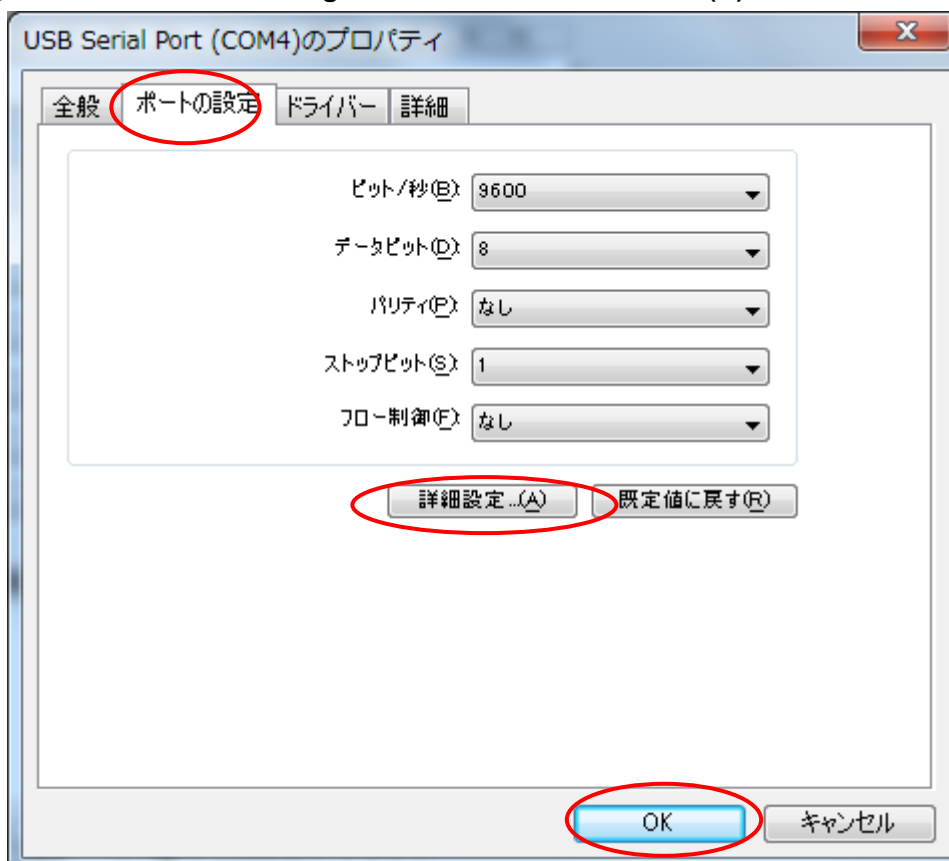 USB Serial Port (COM4)のプロパティ
全般 ポートの設定 ドライバー 詳細
ビット/秒(B): 9600
データビット(D): 8
パリティ(P): なし
ストップビット(S): 1
フロー制御(F): なし
詳細設定...(A) 既定値に戻す(R)
OK キャンセル